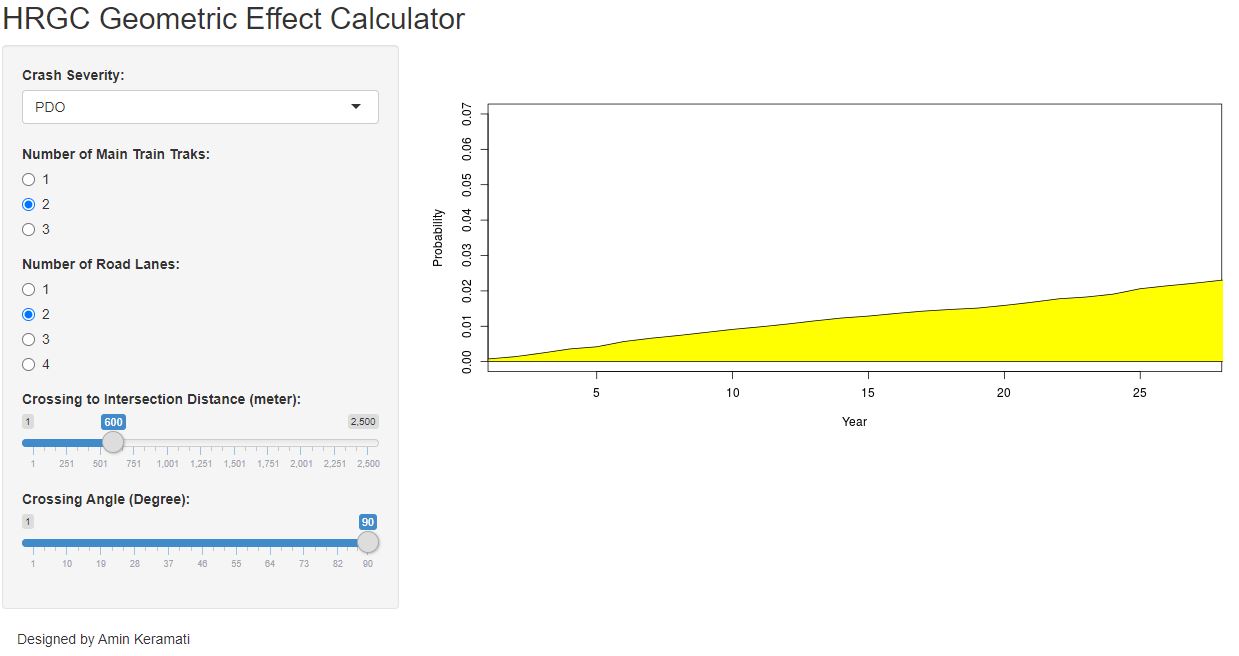 HRGC Geometric Effect Calculator
Crash Severity:
PDO
Number of Main Train Traks:
1
2
3
Number of Road Lanes:
1
2
3
4
Crossing to Intersection Distance (meter):
1 600 2,500
1 251 501 751 1,001 1,251 1,501 1,751 2,001 2,251 2,500
Crossing Angle (Degree):
1 90
1 10 19 28 37 46 55 64 73 82 90
Designed by Amin Keramati
Probability
0.07
0.06
0.05
0.04
0.03
0.02
0.01
0.00
5 10 15 20 25
Year